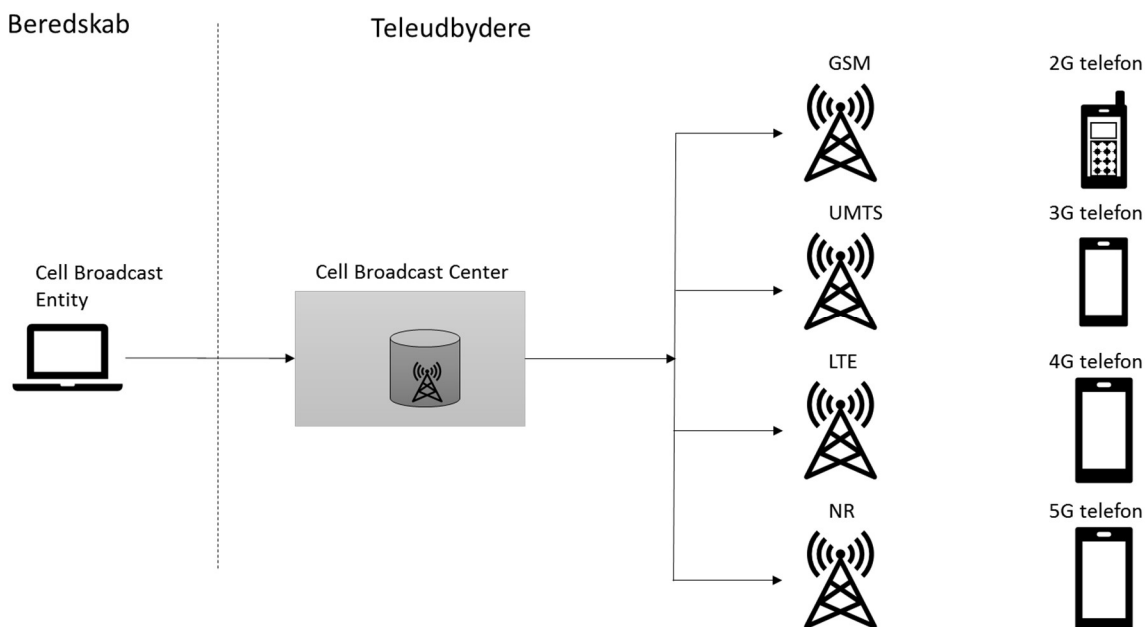 Beredskab
Teleudbydere
GSM
2G telefon
UMTS
3G telefon
Cell Broadcast
Entity
Cell Broadcast Center
LTE
4G telefon
NR
5G telefon